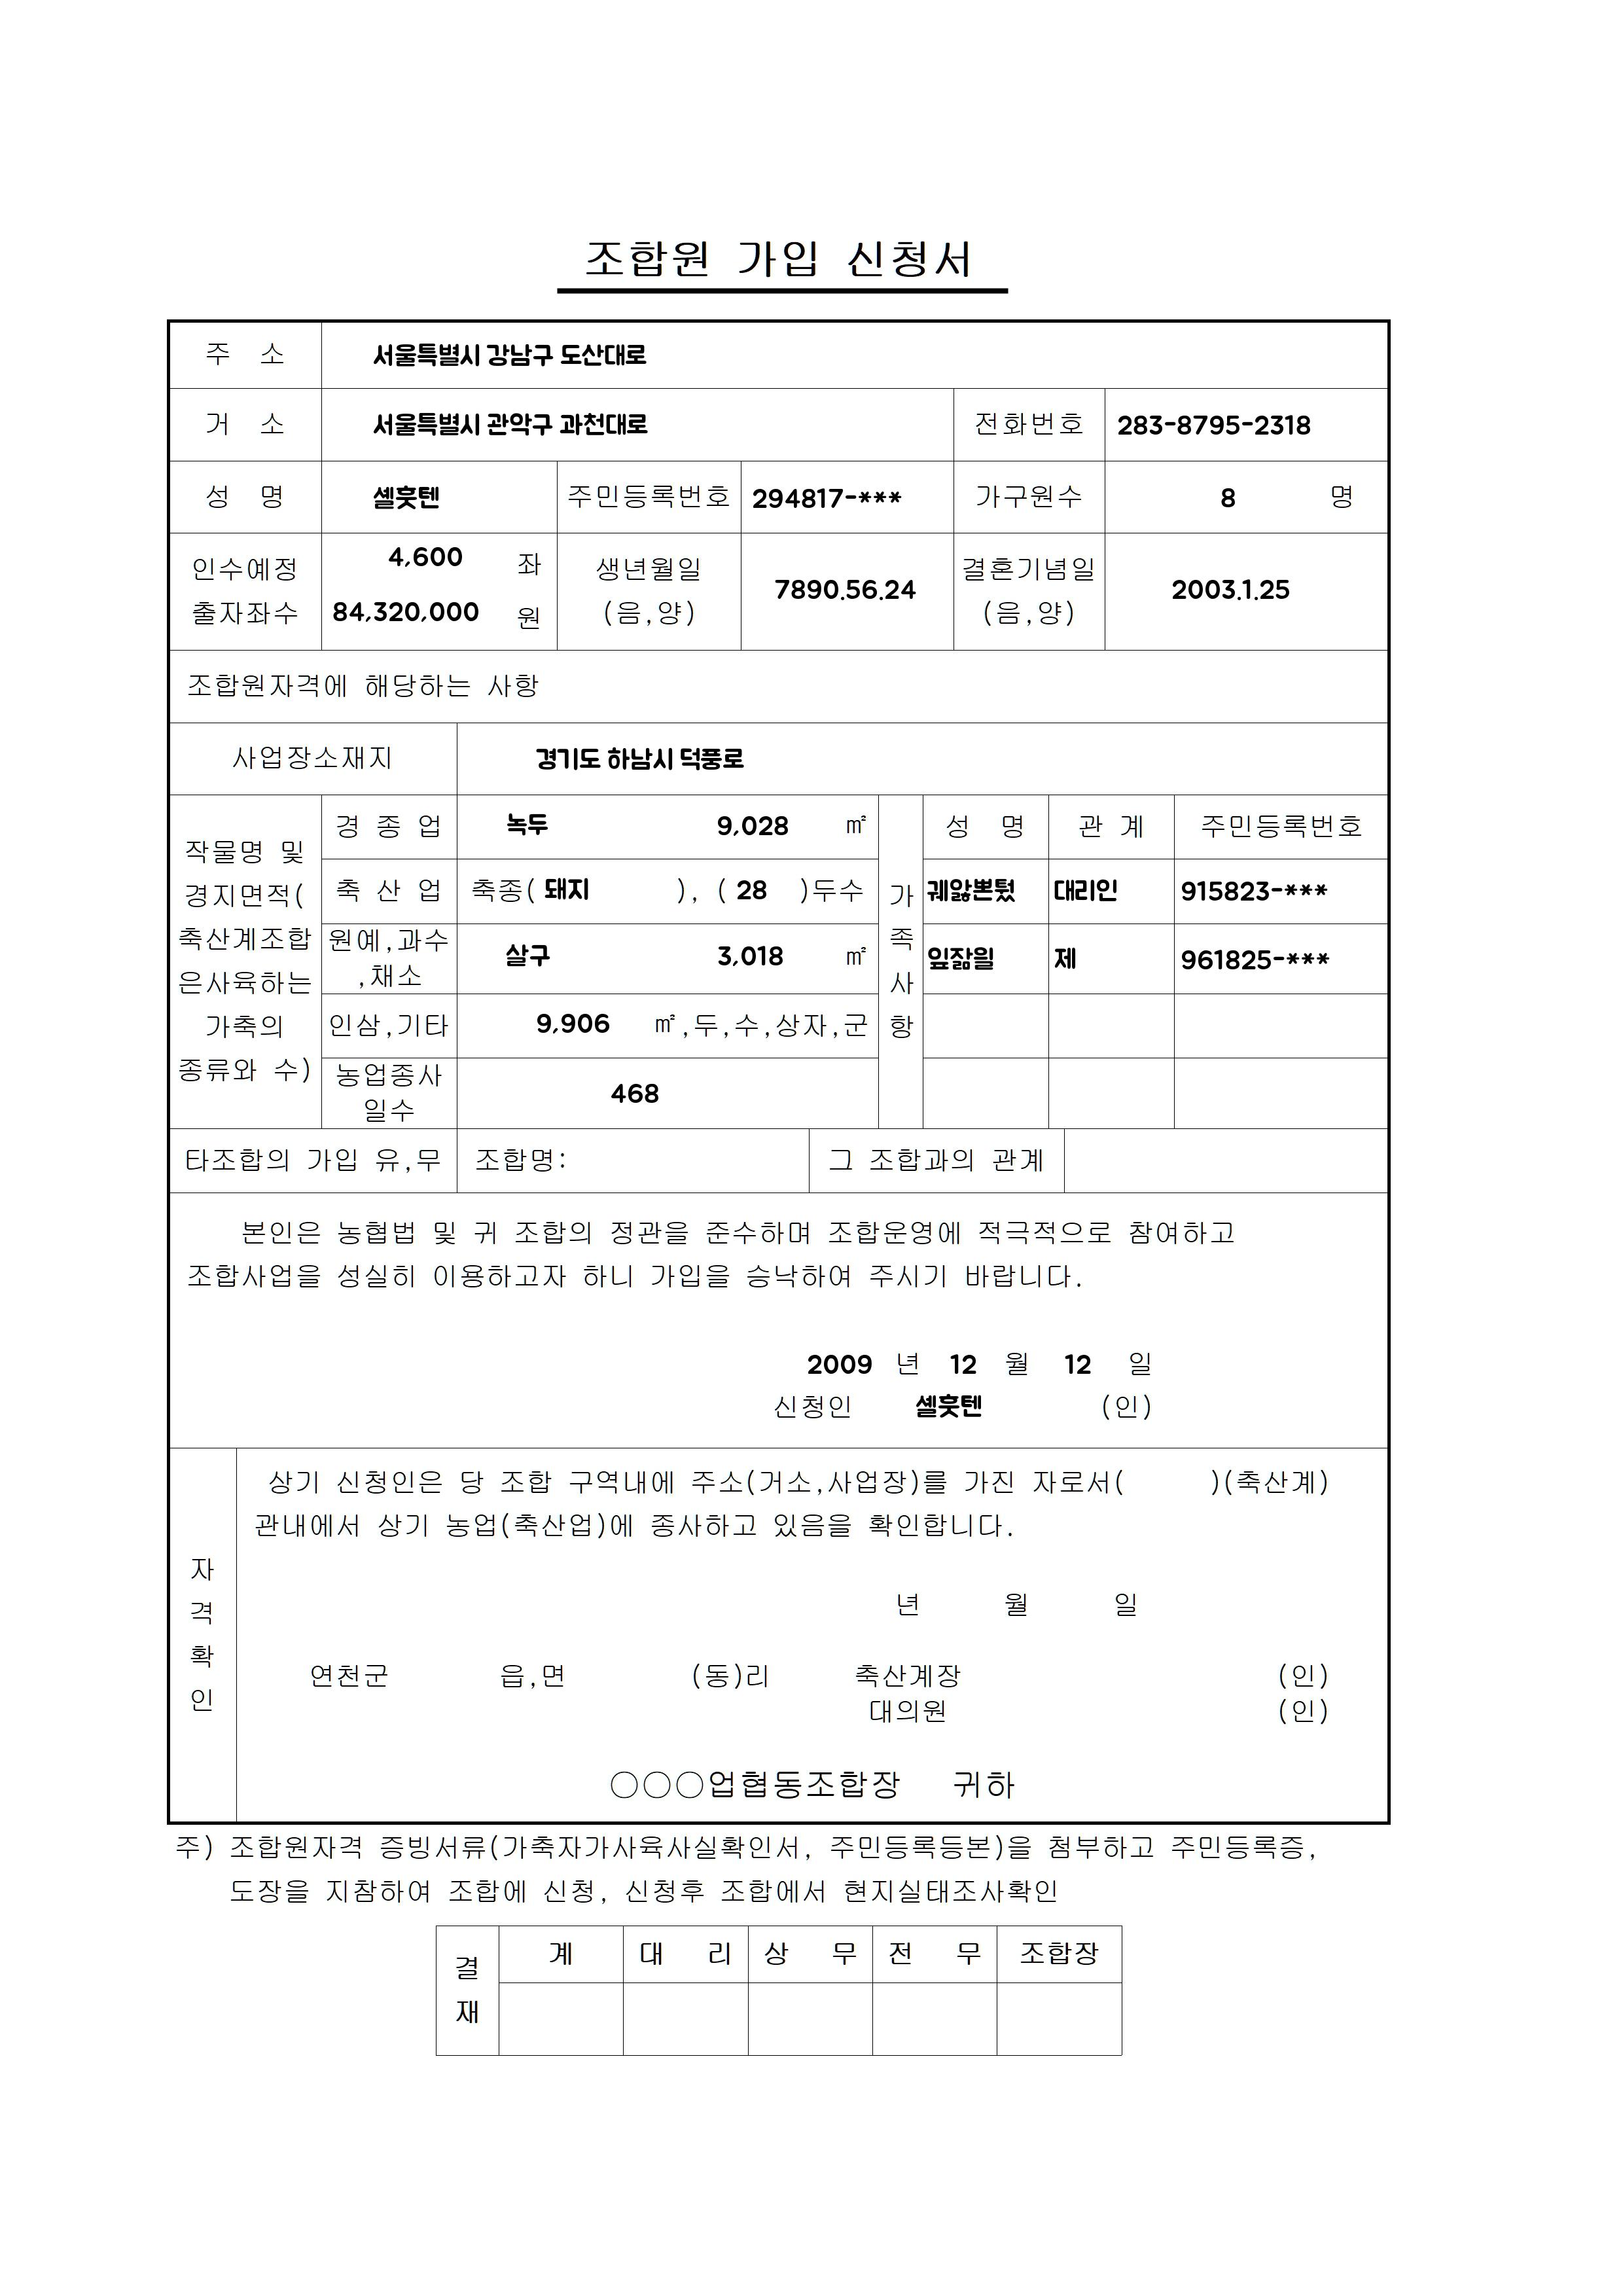 조합원 가입 신청서
주 소 서울특별시 강남구 도산대로
거 소 서울특별시 관악구 과천대로 전화번호 283-8795-2318
성 명 셸훗텐 주민등록번호 294817-*** 가구원수 8 명
인수예정 출자좌수 4,600 좌 84,320,000 원 생년월일 (음,양) 7890.56.24 결혼기념일 (음,양) 2003.1.25
조합원자격에 해당하는 사항
사업장소재지 경기도 하남시 덕풍로
작물명 및 경지면적( 축산계조합 은사육하는 가축의 종류와 수)
경 종 업 녹두 9,028 ㎡
축 산 업 축종( 돼지 ), ( 28 )두수
원예,과수 ,채소 살구 3,018 ㎡
인삼,기타 9,906 ㎡,두,수,상자,군
농업종사 일수 468
가족사항
성 명 관 계 주민등록번호
궤앓쁜텄 대리인 915823-***
잎잚읠 제 961825-***
타조합의 가입 유,무 조합명: 그 조합과의 관계
본인은 농협법 및 귀 조합의 정관을 준수하며 조합운영에 적극적으로 참여하고
조합사업을 성실히 이용하고자 하니 가입을 승낙하여 주시기 바랍니다.
2009 년 12 월 12 일
신청인 셸훗텐 (인)
자격확인
상기 신청인은 당 조합 구역내에 주소(거소,사업장)를 가진 자로서( )(축산계)
관내에서 상기 농업(축산업)에 종사하고 있음을 확인합니다.
년 월 일
연천군 읍,면 (동)리 축산계장 (인)
대의원 (인)
○○○업협동조합장 귀하
주) 조합원자격 증빙서류(가축자가사육사실확인서, 주민등록등본)을 첨부하고 주민등록증,
도장을 지참하여 조합에 신청, 신청후 조합에서 현지실태조사확인
결재 계 대 리 상 무 전 무 조합장